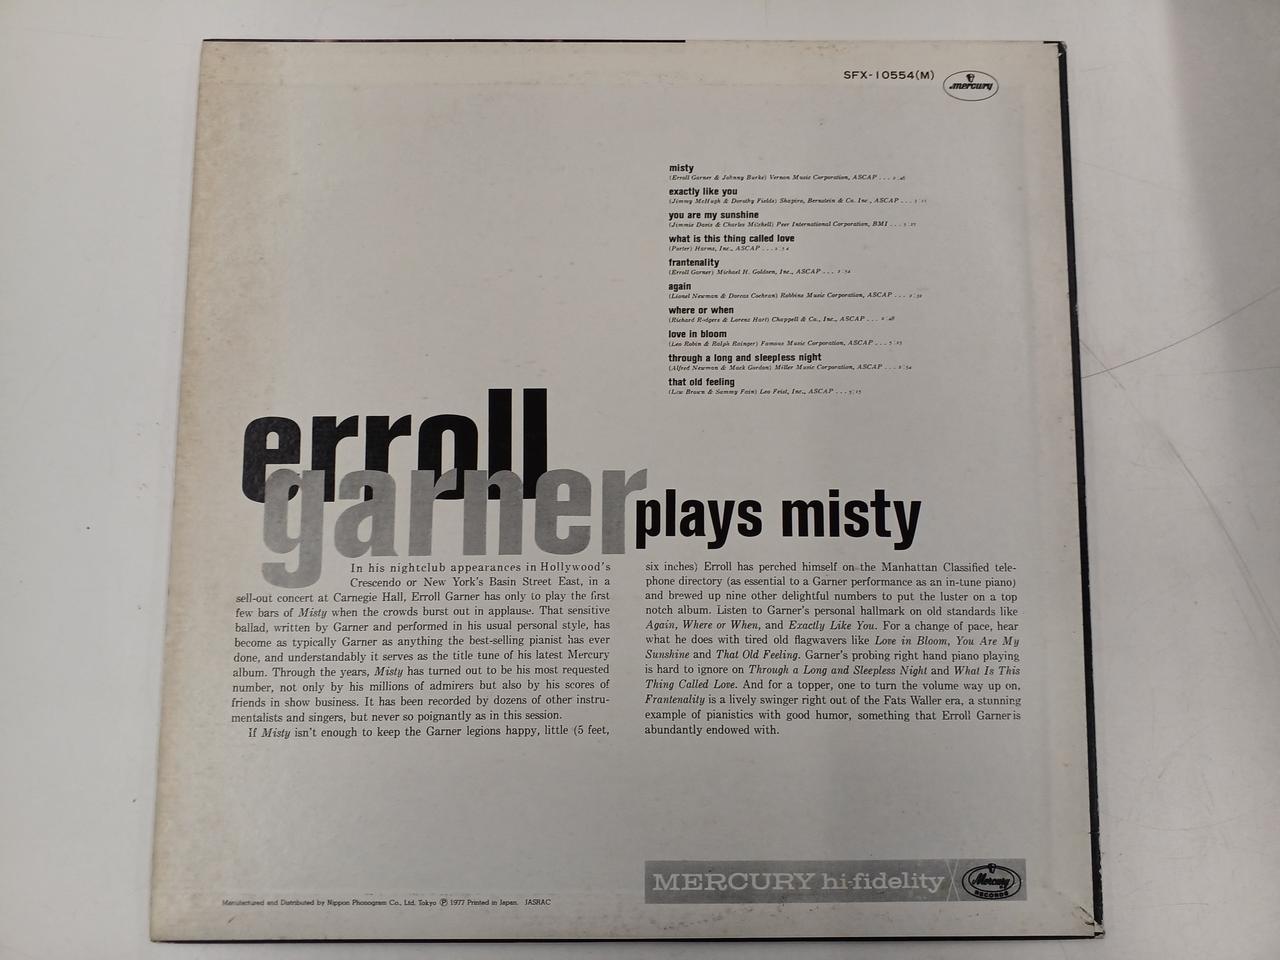 SFX-10554(M)
mercury
misty
(Erroll Garner & Johnny Burke) Vernon Music Corporation, ASCAP . . . 2:46
exactly like you
(Jimmy McHugh & Dorothy Fields) Shapiro, Bernstein & Co. Inc., ASCAP . . .
you are my sunshine
(Jimmie Davis & Charles Mitchell) Peer International Corporation, BMI . . .
what is this thing called love
(Porter) Harms, Inc., ASCAP . . .
frantenality
(Erroll Garner) Michael H. Goldsen, Inc., ASCAP . . .
again
(Lionel Newman & Dorcas Cochran) Robbins Music Corporation, ASCAP . . .
where or when
(Richard Rodgers & Lorenz Hart) Chappell & Co., Inc., ASCAP . . . 2:48
love in bloom
(Leo Robin & Ralph Rainger) Famous Music Corporation, ASCAP . . .
through a long and sleepless night
(Alfred Newman & Mack Gordon) Miller Music Corporation, ASCAP . . .
that old feeling
(Lew Brown & Sammy Fain) Leo Feist, Inc., ASCAP . . .
erroll
garner plays misty
In his nightclub appearances in Hollywood's
Crescendo or New York's Basin Street East, in a
sell-out concert at Carnegie Hall, Erroll Garner has only to play the first
few bars of Misty when the crowds burst out in applause. That sensitive
ballad, written by Garner and performed in his usual personal style, has
become as typically Garner as anything the best-selling pianist has ever
done, and understandably it serves as the title tune of his latest Mercury
album. Through the years, Misty has turned out to be his most requested
number, not only by his millions of admirers but also by his scores of
friends in show business. It has been recorded by dozens of other instru-
mentalists and singers, but never so poignantly as in this session.
If Misty isn't enough to keep the Garner legions happy, little (5 feet,
six inches) Erroll has perched himself on the Manhattan Classified tele-
phone directory (as essential to a Garner performance as an in-tune piano)
and brewed up nine other delightful numbers to put the luster on a top
notch album. Listen to Garner's personal hallmark on old standards like
Again, Where or When, and Exactly Like You. For a change of pace, hear
what he does with tired old flagwavers like Love in Bloom, You Are My
Sunshine and That Old Feeling. Garner's probing right hand piano playing
is hard to ignore on Through a Long and Sleepless Night and What Is This
Thing Called Love. And for a topper, one to turn the volume way up on,
Frantenality is a lively swinger right out of the Fats Waller era, a stunning
example of pianistics with good humor, something that Erroll Garner is
abundantly endowed with.
MERCURY hi-fidelity
Mercury
RECORDS
Manufactured and Distributed by Nippon Phonogram Co., Ltd. Tokyo Ⓟ 1977 Printed in Japan. JASRAC